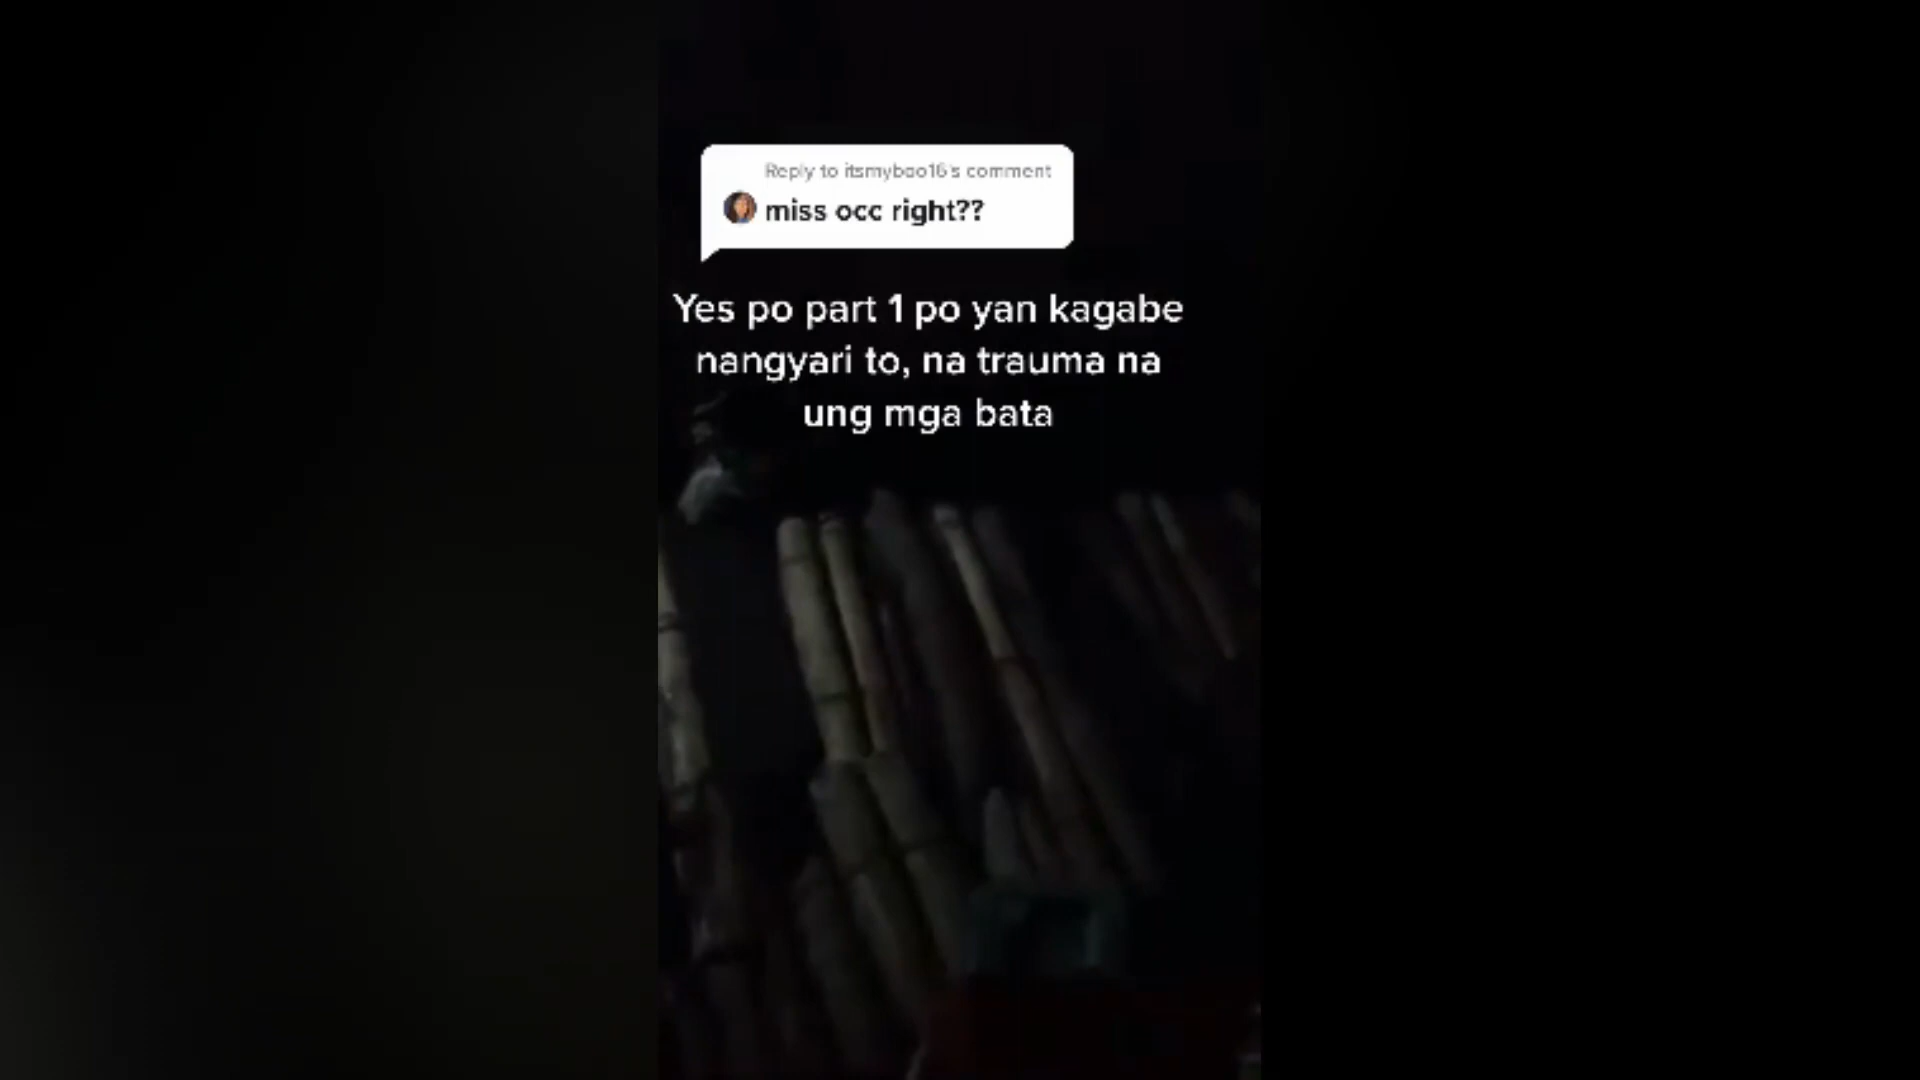 Reply to itsmybao16's comment
miss occ right??
Yes po part 1 po yan kagabe
nangyari to, na trauma na
ung mga bata